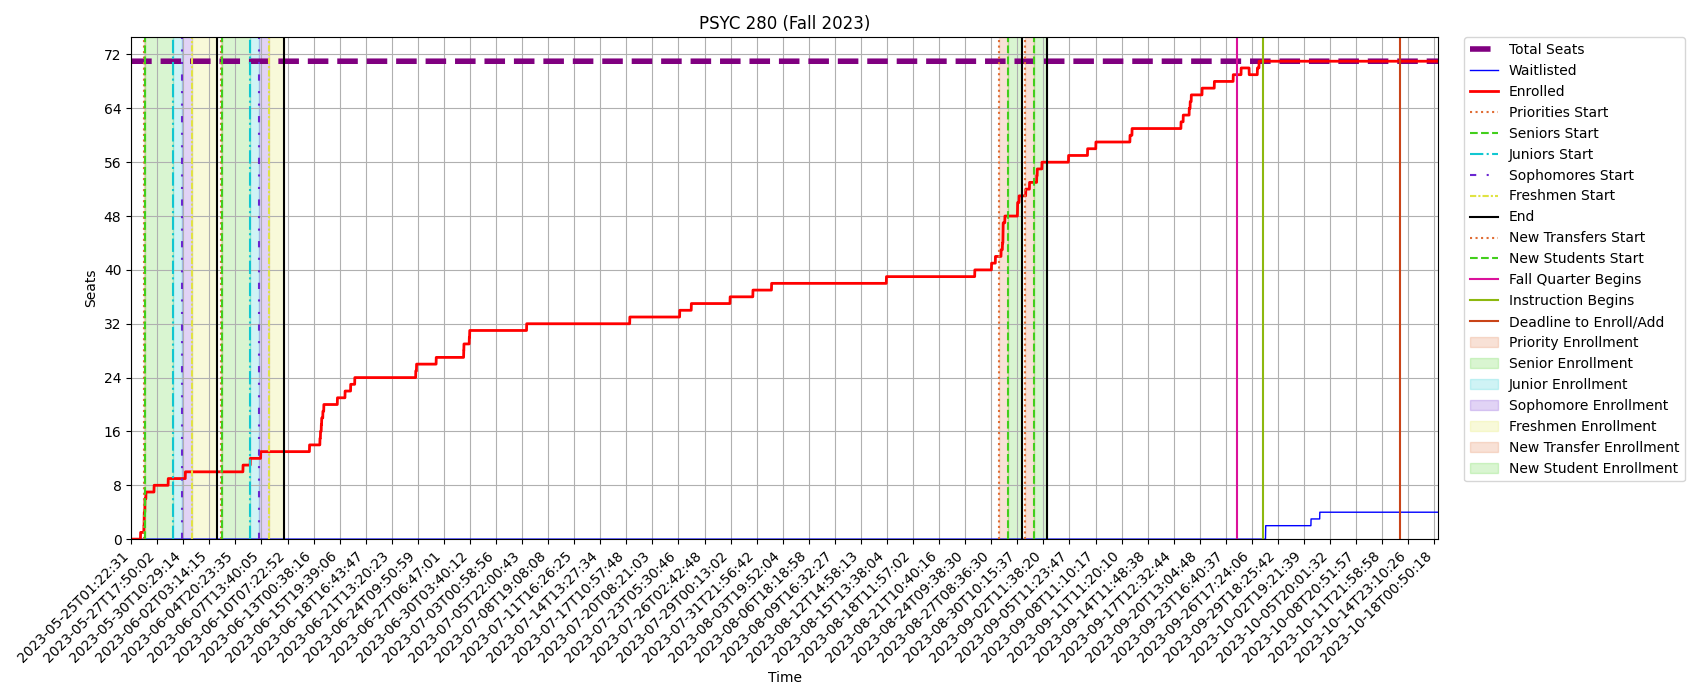 PSYC 280 (Fall 2023)
Seats
72
64
56
48
40
32
24
16
8
0
2023-05-25T01:22:31
2023-05-27T17:50:02
2023-05-30T10:29:14
2023-06-02T03:14:15
2023-06-04T20:23:35
2023-06-07T13:40:05
2023-06-10T07:22:52
2023-06-13T00:38:16
2023-06-15T19:39:06
2023-06-18T16:43:47
2023-06-21T13:20:23
2023-06-24T09:50:59
2023-06-27T06:47:01
2023-06-30T03:40:12
2023-07-03T00:58:56
2023-07-05T22:00:43
2023-07-08T19:08:08
2023-07-11T16:26:25
2023-07-14T13:27:34
2023-07-17T10:57:48
2023-07-20T08:21:03
2023-07-23T05:30:46
2023-07-26T02:42:48
2023-07-29T00:13:02
2023-07-31T21:56:42
2023-08-03T19:52:04
2023-08-06T18:18:58
2023-08-09T16:32:27
2023-08-12T14:58:13
2023-08-15T13:38:04
2023-08-18T11:57:02
2023-08-21T10:40:16
2023-08-24T09:38:30
2023-08-27T08:36:30
2023-08-30T10:15:37
2023-09-02T11:38:20
2023-09-05T11:23:47
2023-09-08T11:10:17
2023-09-11T11:20:10
2023-09-14T11:48:38
2023-09-17T12:32:44
2023-09-20T13:04:48
2023-09-23T16:40:37
2023-09-26T17:24:06
2023-09-29T18:25:42
2023-10-02T19:21:39
2023-10-05T20:01:32
2023-10-08T20:51:57
2023-10-11T21:58:58
2023-10-14T23:10:26
2023-10-18T00:50:18
Time
Total Seats
Waitlisted
Enrolled
Priorities Start
Seniors Start
Juniors Start
Sophomores Start
Freshmen Start
End
New Transfers Start
New Students Start
Fall Quarter Begins
Instruction Begins
Deadline to Enroll/Add
Priority Enrollment
Senior Enrollment
Junior Enrollment
Sophomore Enrollment
Freshmen Enrollment
New Transfer Enrollment
New Student Enrollment